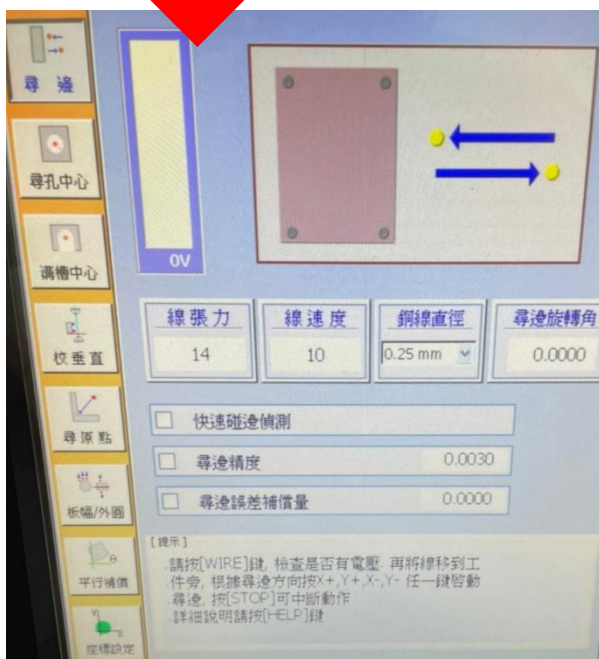 尋 邊
尋孔中心
溝槽中心
校垂直
尋原點
板幅/外圓
平行補償
座標設定
Y
θ
0V
線張力
14
線速度
10
銅線直徑
0.25 mm
尋邊旋轉角
0.0000
快速碰邊偵測
尋邊精度
0.0030
尋邊誤差補償量
0.0000
[提示]
.請按[WIRE]鍵, 檢查是否有電壓. 再將線移到工
件旁, 根據尋邊方向按X+,Y+,X-,Y- 任一鍵啓動
尋邊, 按[STOP]可中斷動作
.詳細說明請按[HELP]鍵